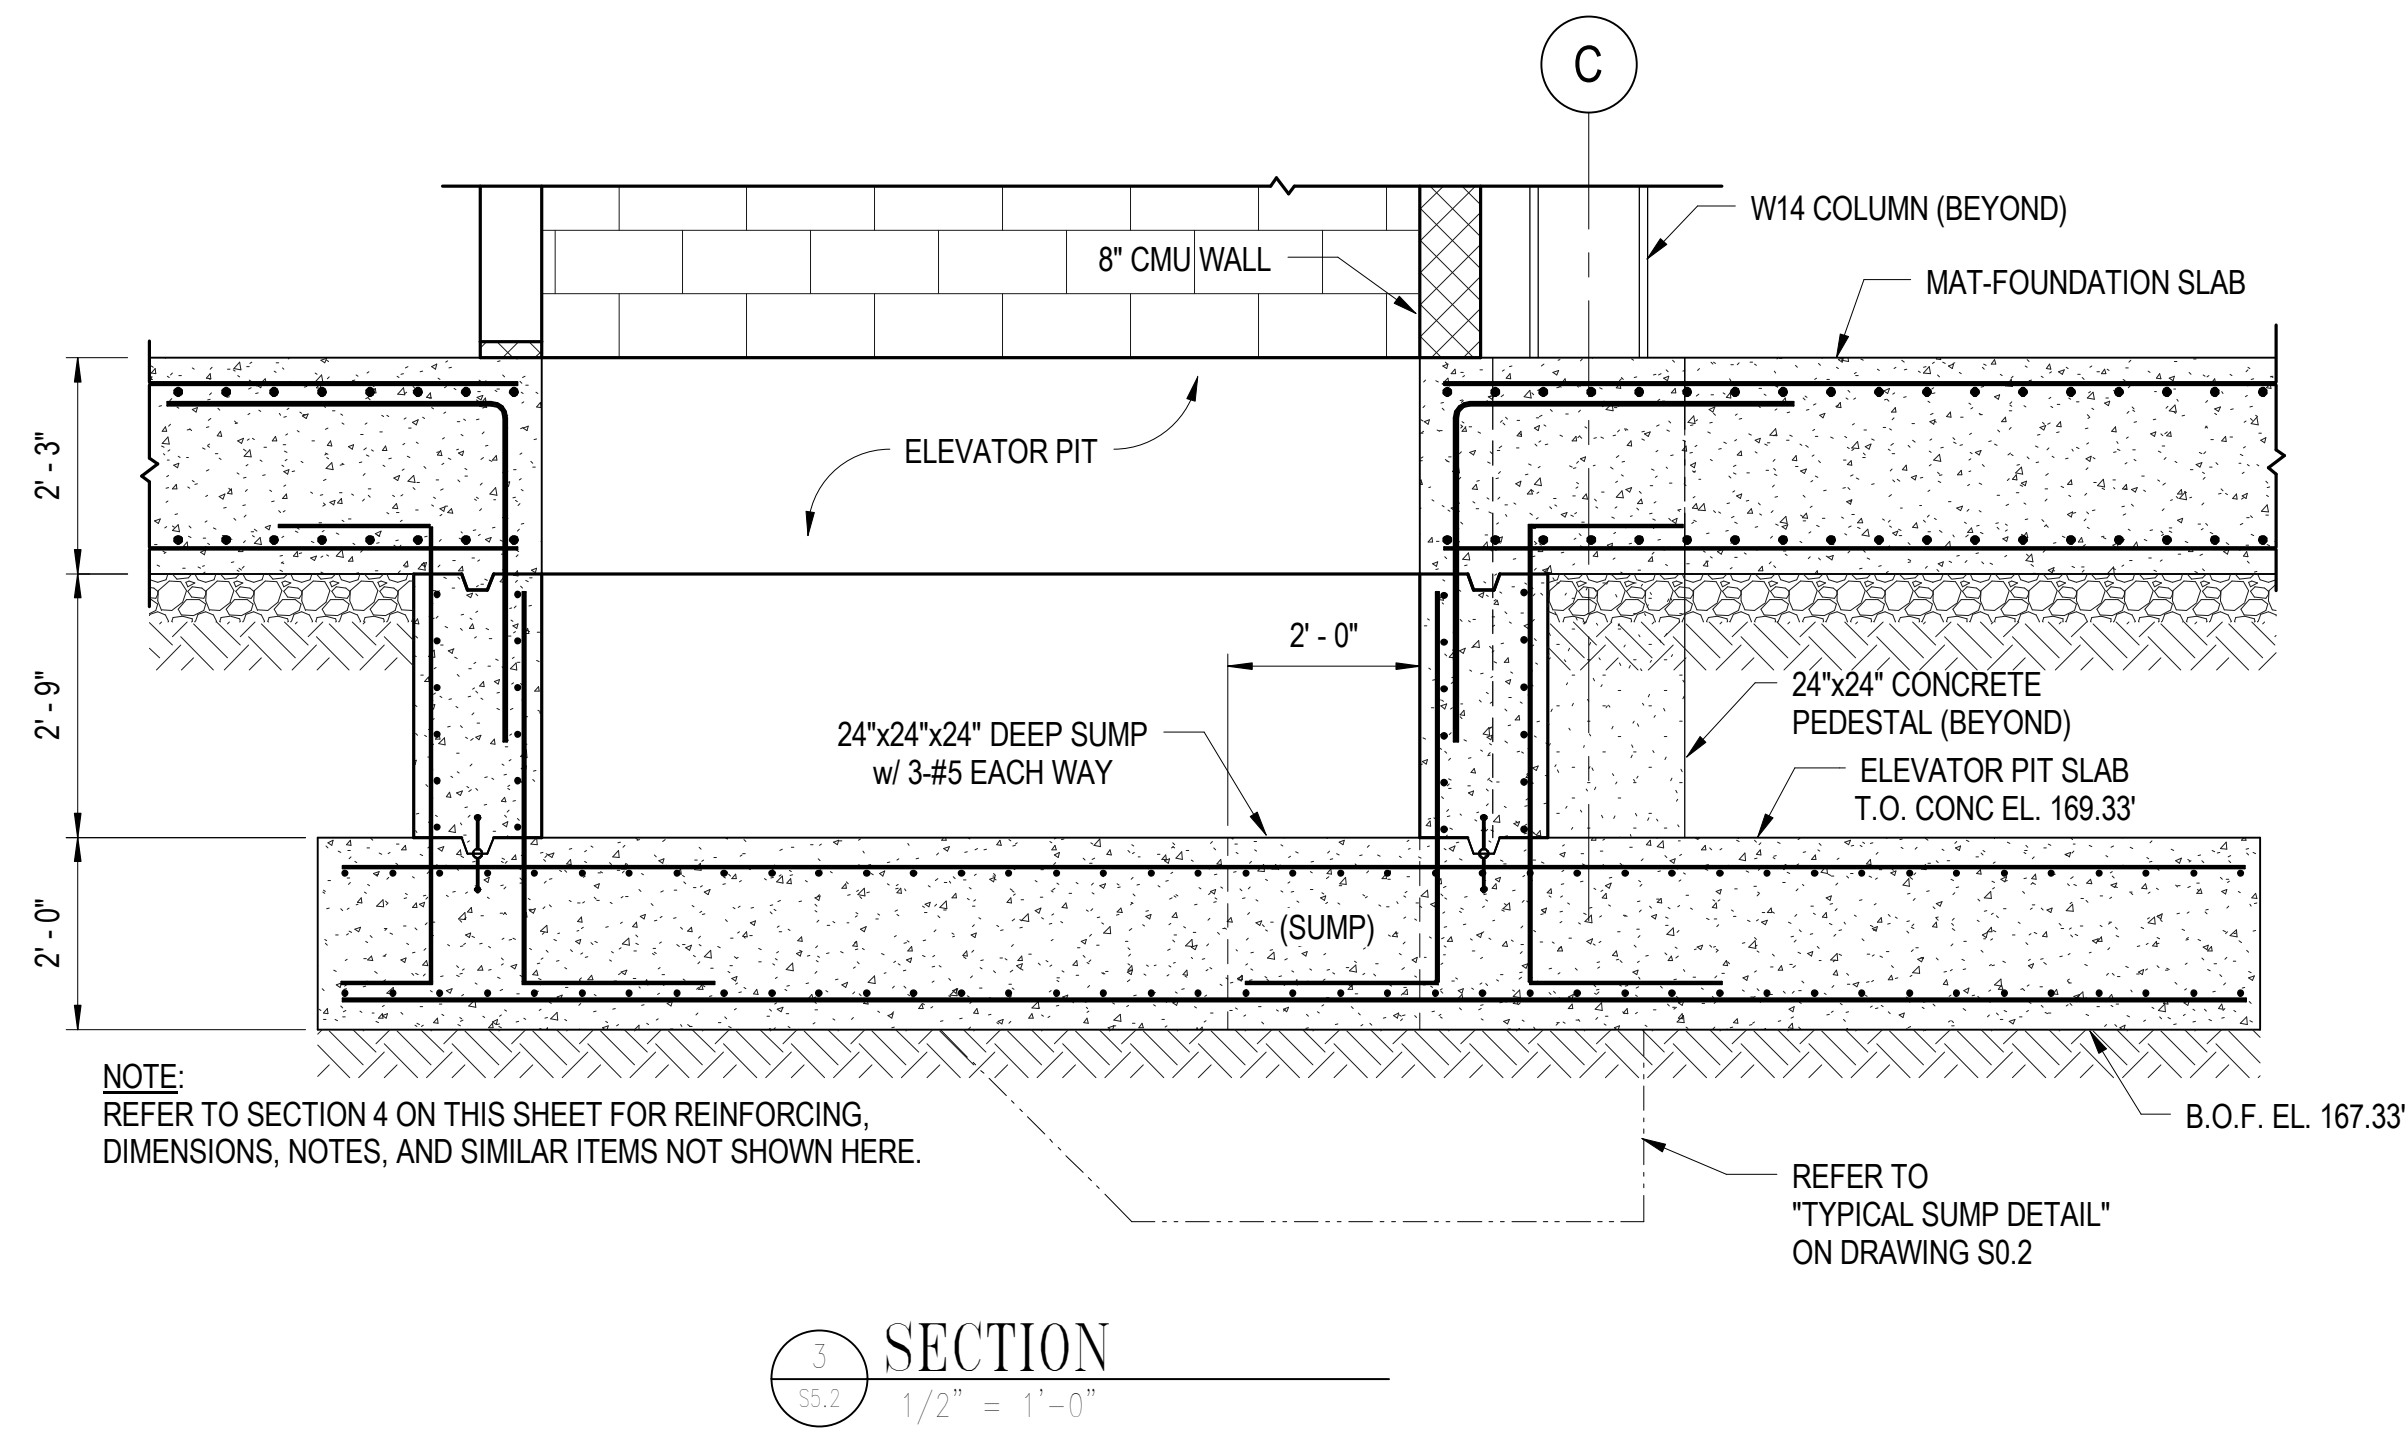 C
W14 COLUMN (BEYOND)
8" CMU WALL
MAT-FOUNDATION SLAB
2' - 3"
ELEVATOR PIT
2' - 0"
2' - 9"
24"x24" CONCRETE
PEDESTAL (BEYOND)
24"x24"x24" DEEP SUMP
w/ 3-#5 EACH WAY
ELEVATOR PIT SLAB
T.O. CONC EL. 169.33'
2' - 0"
(SUMP)
NOTE:
REFER TO SECTION 4 ON THIS SHEET FOR REINFORCING,
DIMENSIONS, NOTES, AND SIMILAR ITEMS NOT SHOWN HERE.
B.O.F. EL. 167.33'
REFER TO
"TYPICAL SUMP DETAIL"
ON DRAWING S0.2
3
S5.2
SECTION
1/2" = 1'-0"